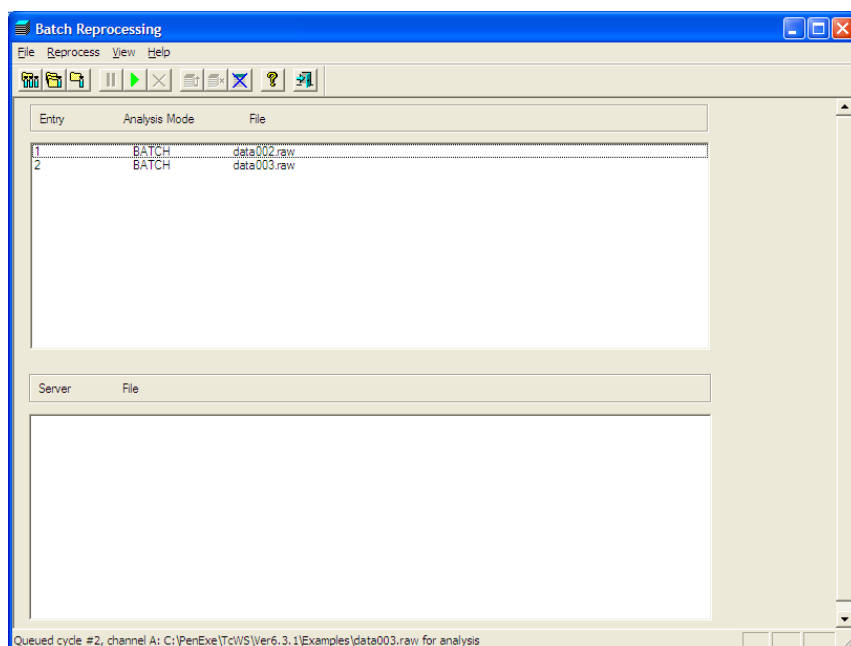 Batch Reprocessing
File Reprocess View Help
Entry Analysis Mode File
1 BATCH data002.raw
2 BATCH data003.raw
Server File
Queued cycle #2, channel A: C:\PenExe\TcWS\Ver6.3.1\Examples\data003.raw for analysis